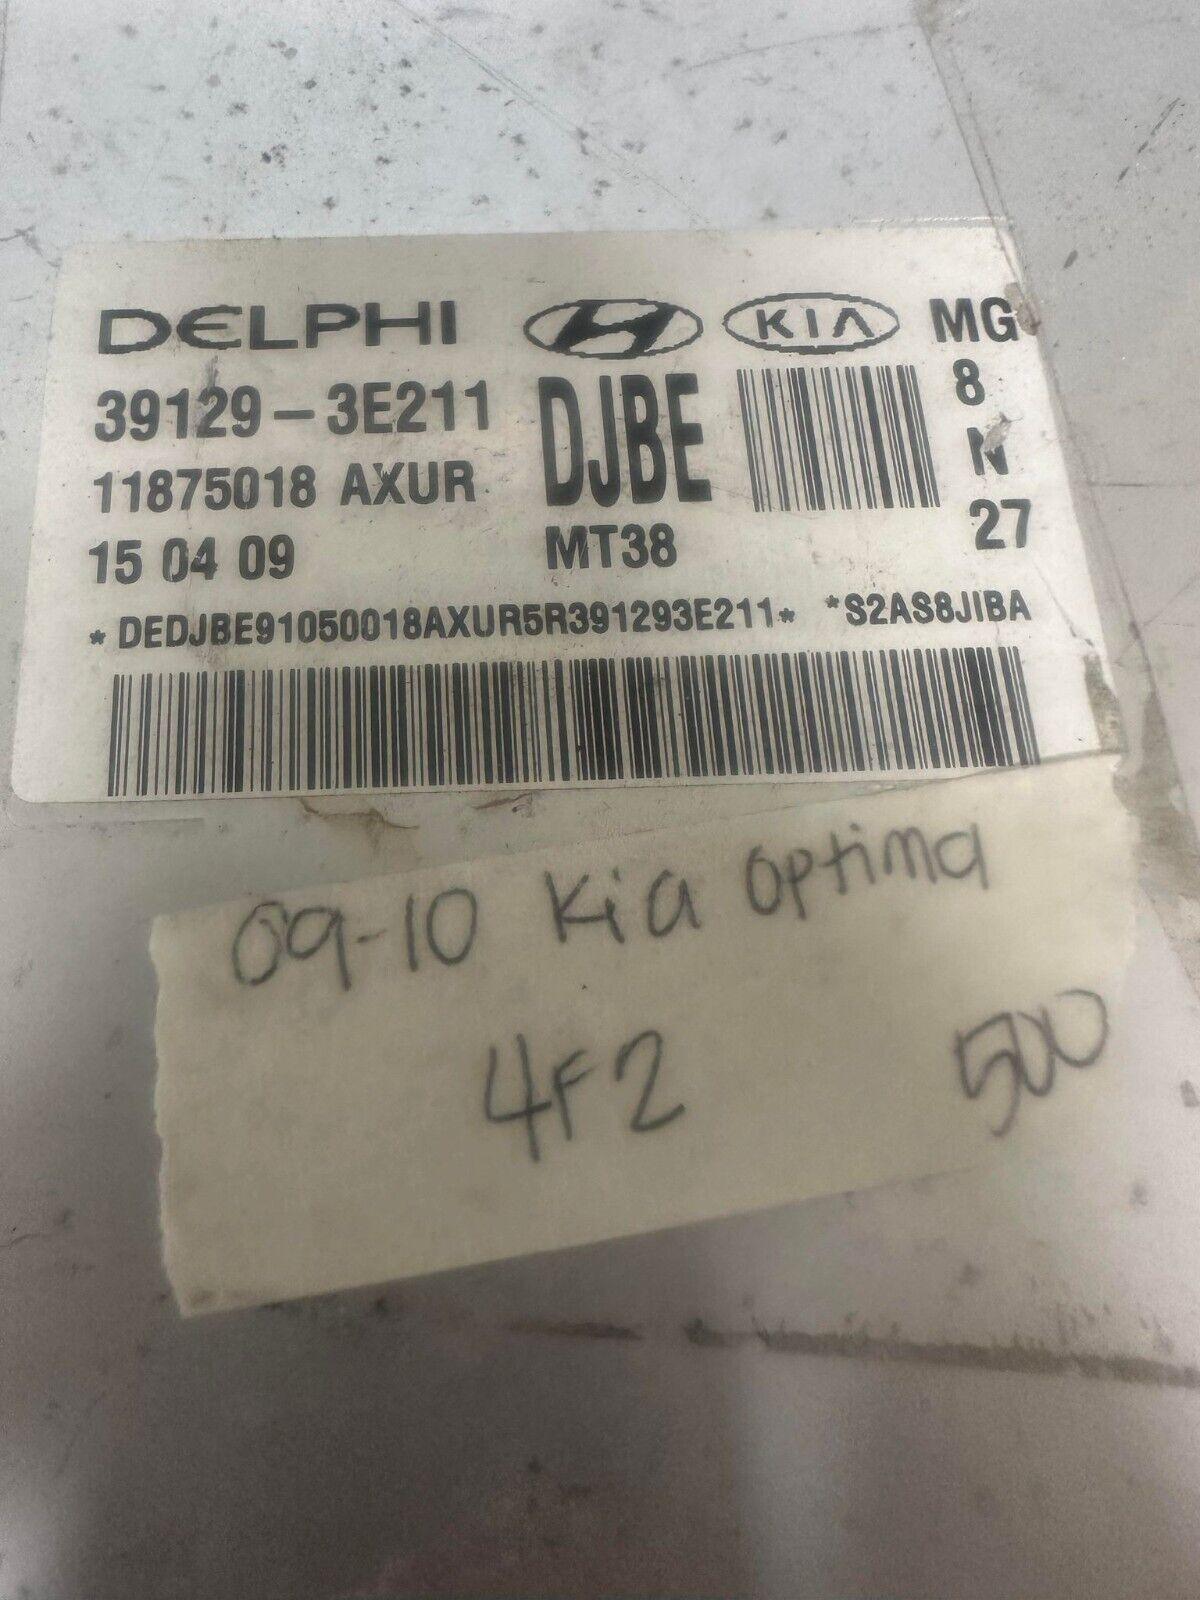 DELPHI H KIA MG
39129-3E211 DJBE 8
11875018 AXUR N
15 04 09 MT38 27
*DEDJBE91050018AXUR5R391293E211* *S2AS8JIBA
09-10 Kia Optima
4F2 500